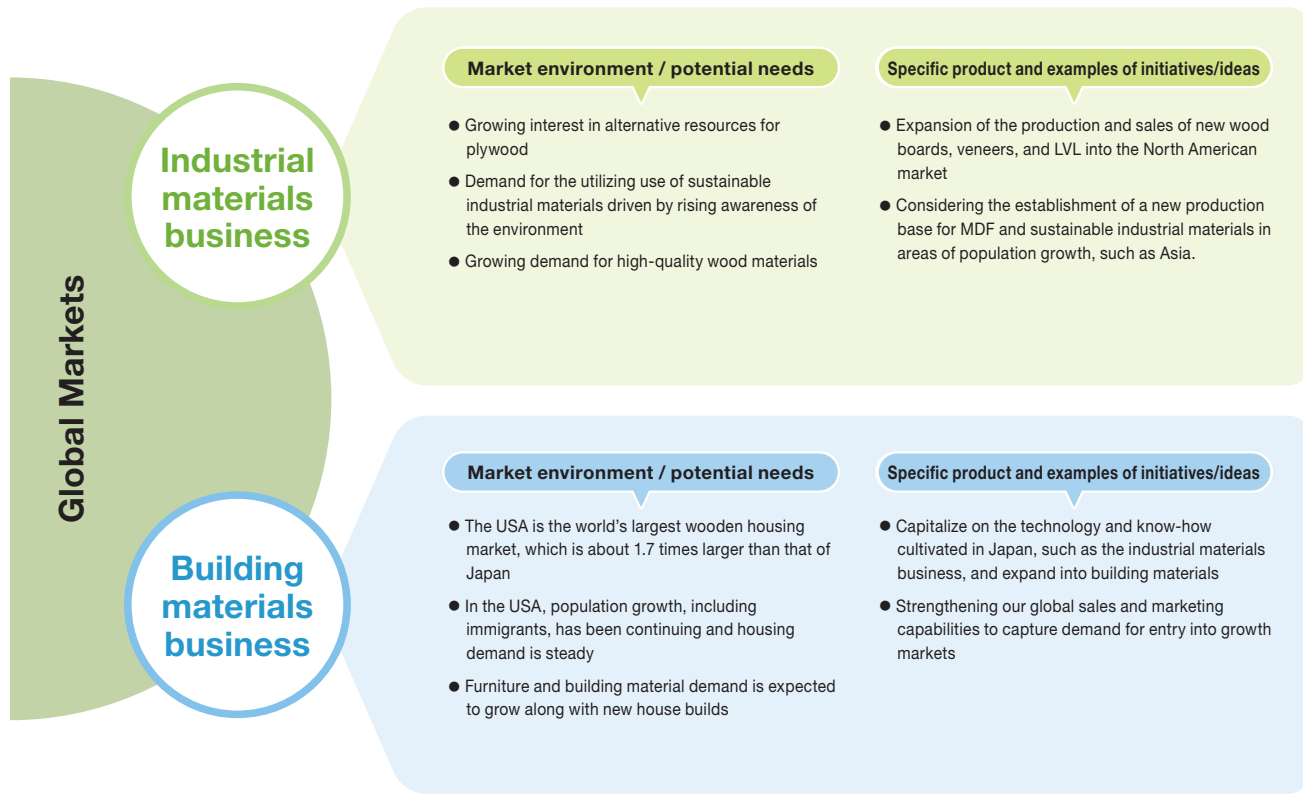 Global Markets
Industrial
materials
business
Market environment / potential needs
● Growing interest in alternative resources for
plywood
● Demand for the utilizing use of sustainable
industrial materials driven by rising awareness of
the environment
● Growing demand for high-quality wood materials
Specific product and examples of initiatives/ideas
● Expansion of the production and sales of new wood
boards, veneers, and LVL into the North American
market
● Considering the establishment of a new production
base for MDF and sustainable industrial materials in
areas of population growth, such as Asia.
Building
materials
business
Market environment / potential needs
● The USA is the world's largest wooden housing
market, which is about 1.7 times larger than that of
Japan
● In the USA, population growth, including
immigrants, has been continuing and housing
demand is steady
● Furniture and building material demand is expected
to grow along with new house builds
Specific product and examples of initiatives/ideas
● Capitalize on the technology and know-how
cultivated in Japan, such as the industrial materials
business, and expand into building materials
● Strengthening our global sales and marketing
capabilities to capture demand for entry into growth
markets